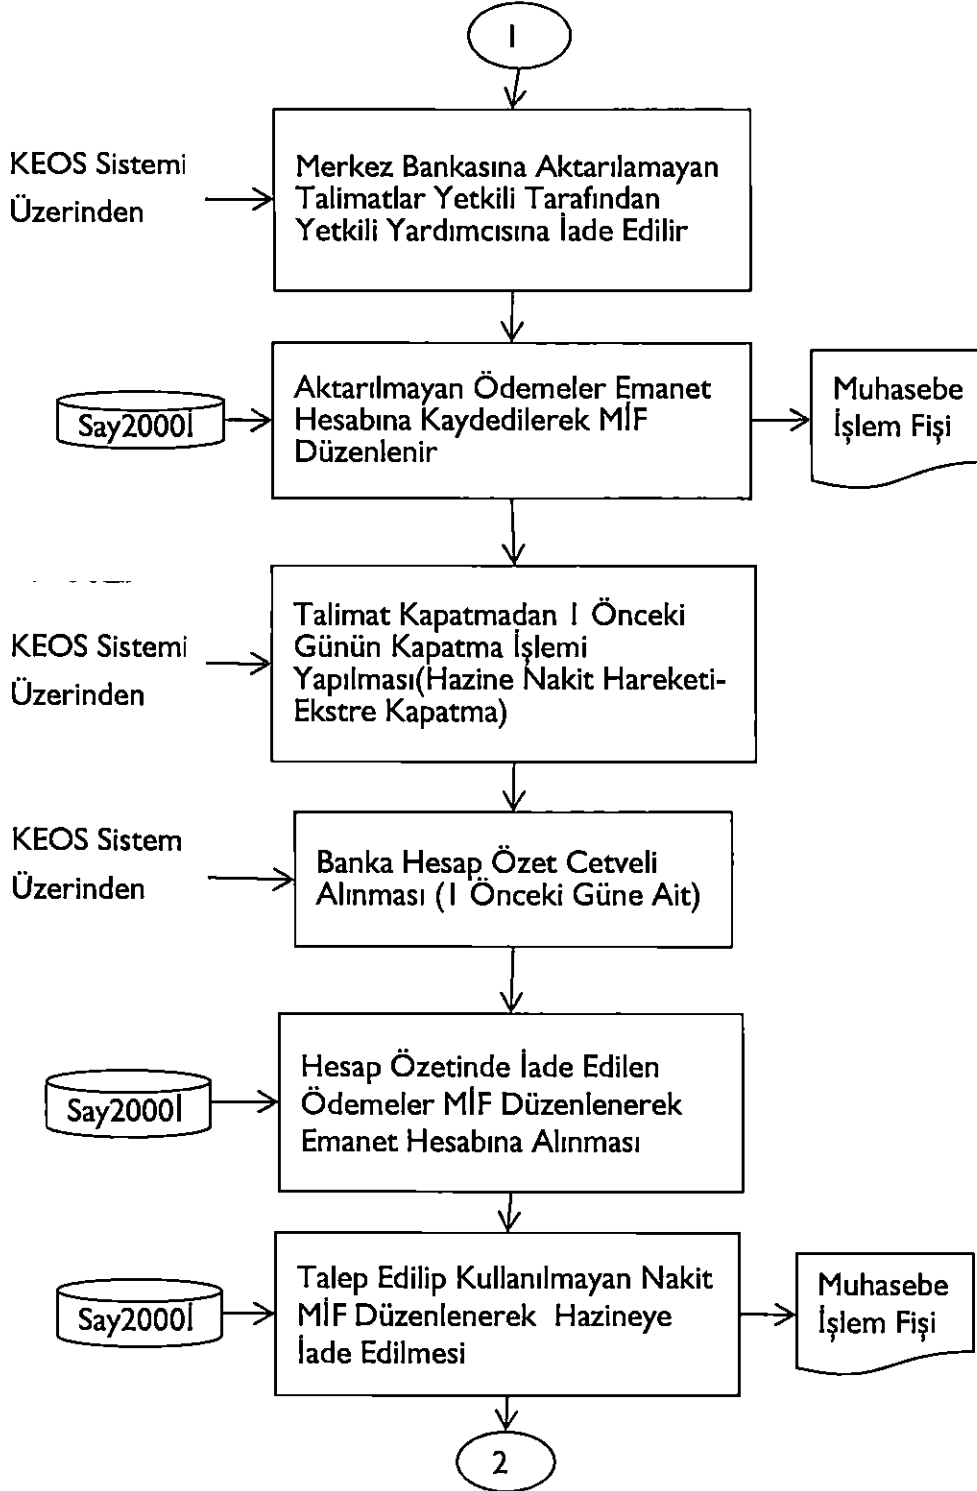 1
KEOS Sistemi
Üzerinden
Merkez Bankasına Aktarılamayan
Talimatlar Yetkili Tarafından
Yetkili Yardımcısına İade Edilir
Say2000İ
Aktarılmayan Ödemeler Emanet
Hesabına Kaydedilerek MİF
Düzenlenir
Muhasebe
İşlem Fişi
KEOS Sistemi
Üzerinden
Talimat Kapatmadan 1 Önceki
Günün Kapatma İşlemi
Yapılması(Hazine Nakit Hareketi-
Ekstre Kapatma)
KEOS Sistem
Üzerinden
Banka Hesap Özet Cetveli
Alınması (1 Önceki Güne Ait)
Say2000İ
Hesap Özetinde İade Edilen
Ödemeler MİF Düzenlenerek
Emanet Hesabına Alınması
Say2000İ
Talep Edilip Kullanılmayan Nakit
MİF Düzenlenerek Hazineye
İade Edilmesi
Muhasebe
İşlem Fişi
2